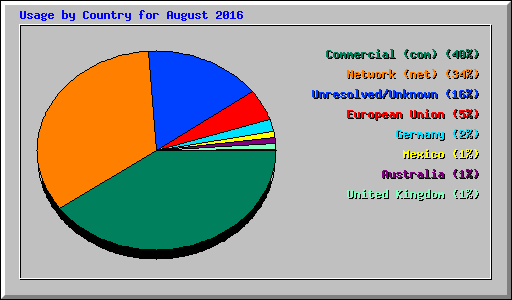 Usage by Country for August 2016
Commercial (com) (40%)
Network (net) (34%)
Unresolved/Unknown (16%)
European Union (5%)
Germany (2%)
Mexico (1%)
Australia (1%)
United Kingdom (1%)